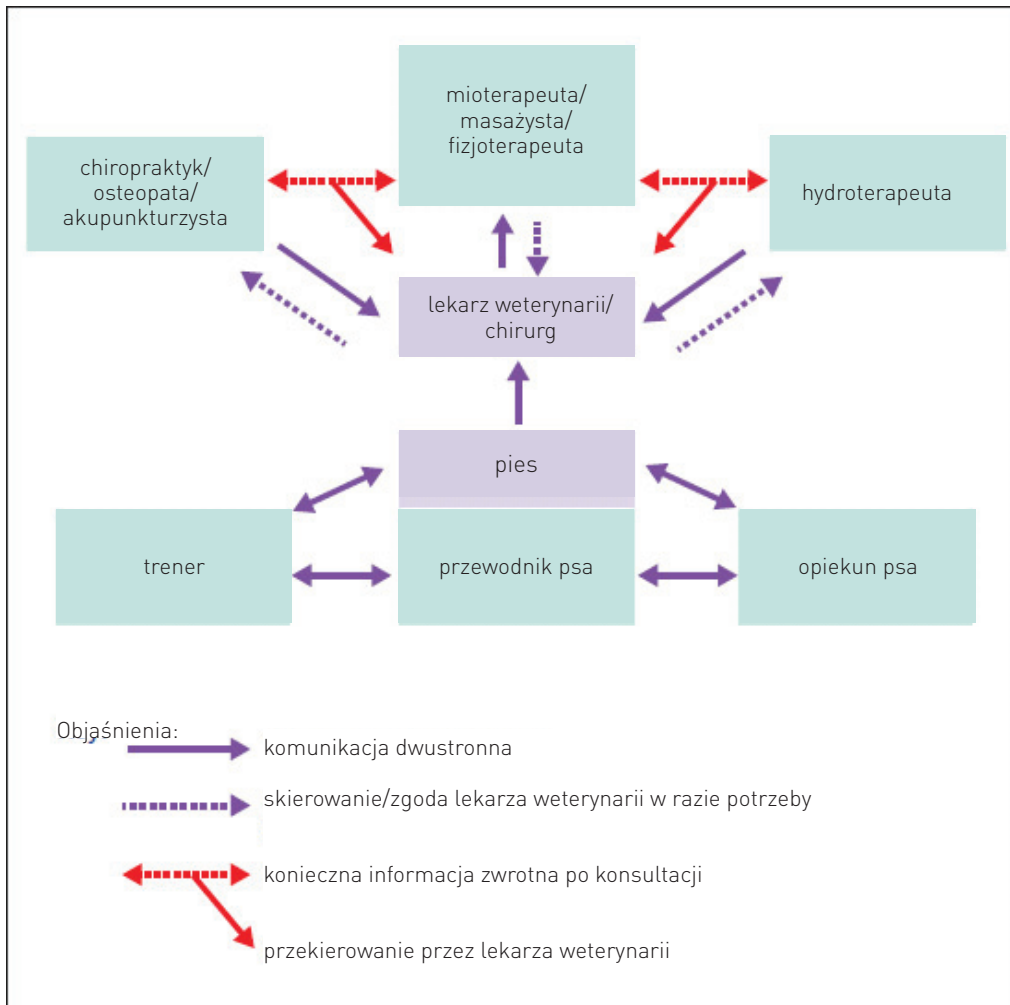 mioterapeuta/
masażysta/
fizjoterapeuta
chiropraktyk/
osteopata/
akupunkturzysta
hydroterapeuta
lekarz weterynarii/
chirurg
pies
trener
przewodnik psa
opiekun psa
Objaśnienia:
komunikacja dwustronna
skierowanie/zgoda lekarza weterynarii w razie potrzeby
konieczna informacja zwrotna po konsultacji
przekierowanie przez lekarza weterynarii